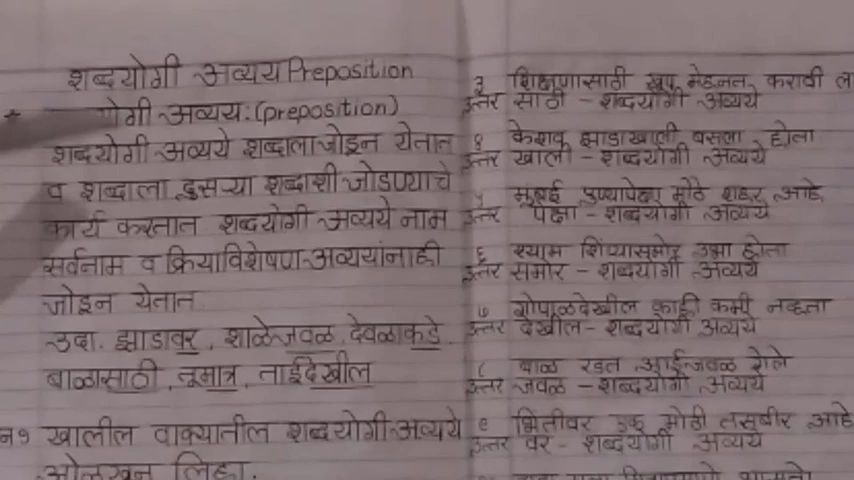 शब्दयोगी अव्यय Preposition
योगी अव्यय: (preposition)
शब्दयोगी अव्यये शब्दाला जोडून येतात
व शब्दाला दुसऱ्या शब्दाशी जोडण्याचे
कार्य करतात शब्दयोगी अव्यये नाम
सर्वनाम व क्रियाविशेषण अव्ययांनाही
जोडून येतात
उदा. झाडावर, शाळेजवळ, देवळाकडे,
बाळासाठी, तूमात्र, ताईदेखील
प्र१ खालील वाक्यातील शब्दयोगी अव्यये
ओळखून लिहा.
३ शिक्षणासाठी खूप मेहनत करावी ल
उत्तर साठी - शब्दयोगी अव्यये
४ केशव झाडाखाली बसला होता
उत्तर खाली - शब्दयोगी अव्यये
५ मुंबई पुण्यापेक्षा मोठे शहर आहे
उत्तर पेक्षा - शब्दयोगी अव्यये
६ श्याम शिंप्यासमोर उभा होता
उत्तर समोर - शब्दयोगी अव्यये
७ गोपाळदेखील काही कमी नव्हता
उत्तर देखील - शब्दयोगी अव्यये
८ बाळ रडत आईजवळ गेले
उत्तर जवळ - शब्दयोगी अव्यये
९ भिंतीवर एक मोठी तसबीर आहे
उत्तर वर - शब्दयोगी अव्यये